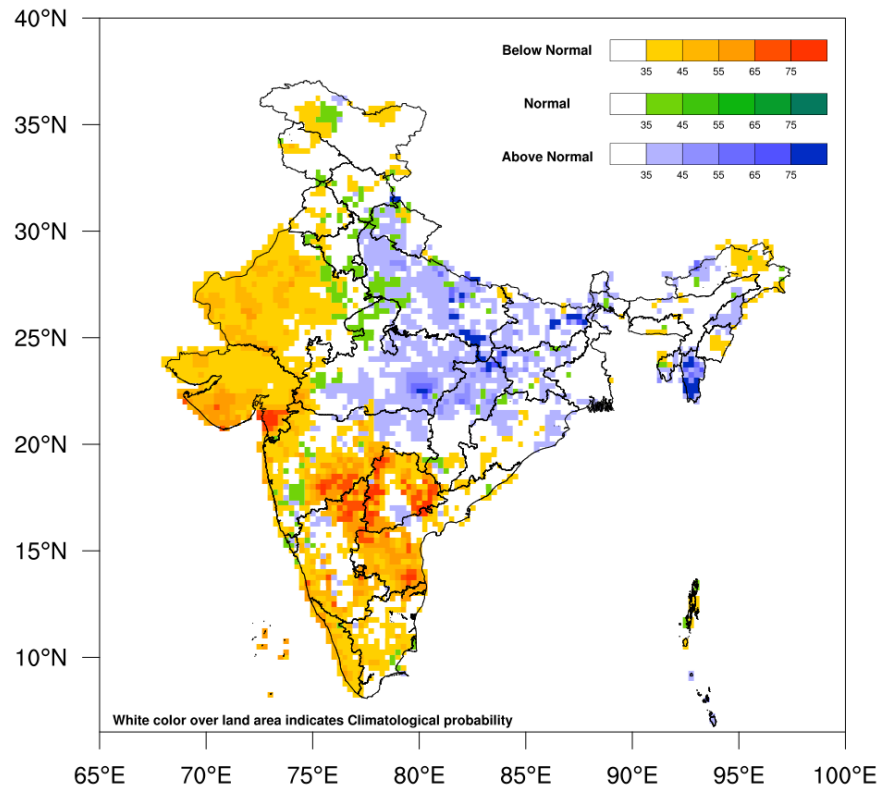 40°N
Below Normal
35 45 55 65 75
Normal
35 45 55 65 75
Above Normal
35 45 55 65 75
35°N
30°N
25°N
20°N
15°N
10°N
White color over land area indicates Climatological probability
65°E 70°E 75°E 80°E 85°E 90°E 95°E 100°E